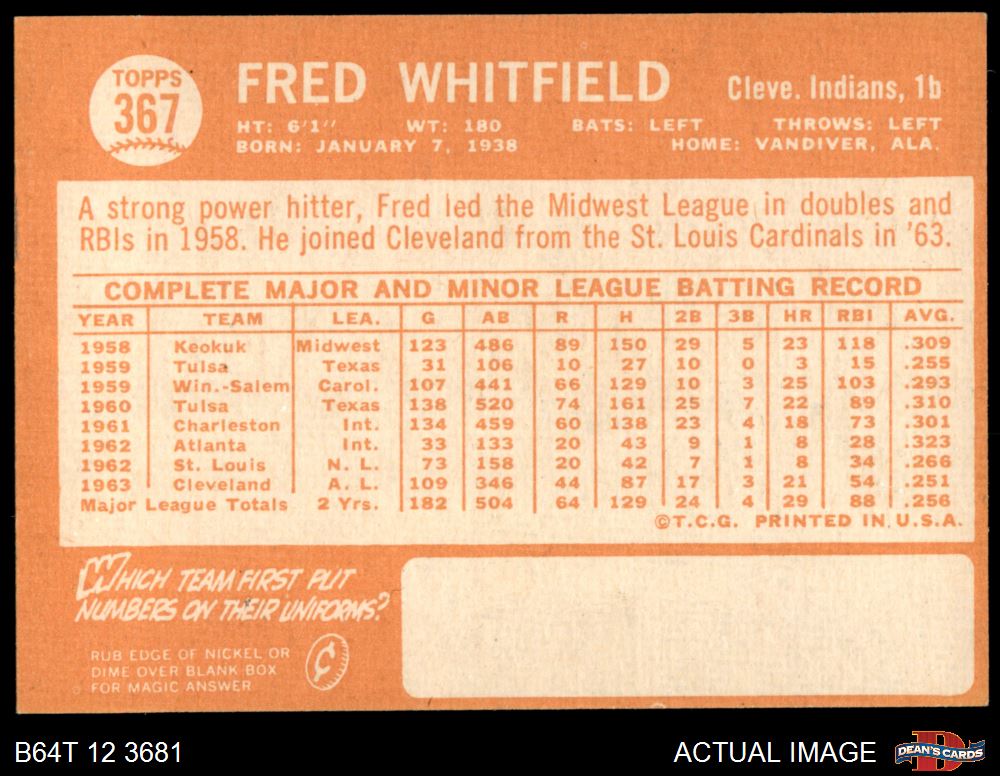 TOPPS
367
FRED WHITFIELD
Cleve. Indians, 1b
HT: 6'1" WT: 180 BATS: LEFT THROWS: LEFT
BORN: JANUARY 7, 1938 HOME: VANDIVER, ALA.
A strong power hitter, Fred led the Midwest League in doubles and
RBIs in 1958. He joined Cleveland from the St. Louis Cardinals in '63.
COMPLETE MAJOR AND MINOR LEAGUE BATTING RECORD
YEAR TEAM LEA. G AB R H 2B 3B HR RBI AVG.
1958 Keokuk Midwest 123 486 89 150 29 5 23 118 .309
1959 Tulsa Texas 31 106 10 27 10 0 3 15 .255
1959 Win.-Salem Carol. 107 441 66 129 10 3 25 103 .293
1960 Tulsa Texas 138 520 74 161 25 7 22 89 .310
1961 Charleston Int. 134 459 60 138 23 4 18 73 .301
1962 Atlanta Int. 33 133 20 43 9 1 8 28 .323
1962 St. Louis N. L. 73 158 20 42 7 1 8 34 .266
1963 Cleveland A. L. 109 346 44 87 17 3 21 54 .251
Major League Totals 2 Yrs. 182 504 64 129 24 4 29 88 .256
©T.C.G. PRINTED IN U.S.A.
WHICH TEAM FIRST PUT
NUMBERS ON THEIR UNIFORMS?
RUB EDGE OF NICKEL OR
DIME OVER BLANK BOX
FOR MAGIC ANSWER
¢
B64T 12 3681
ACTUAL IMAGE
D
DEAN'S CARDS